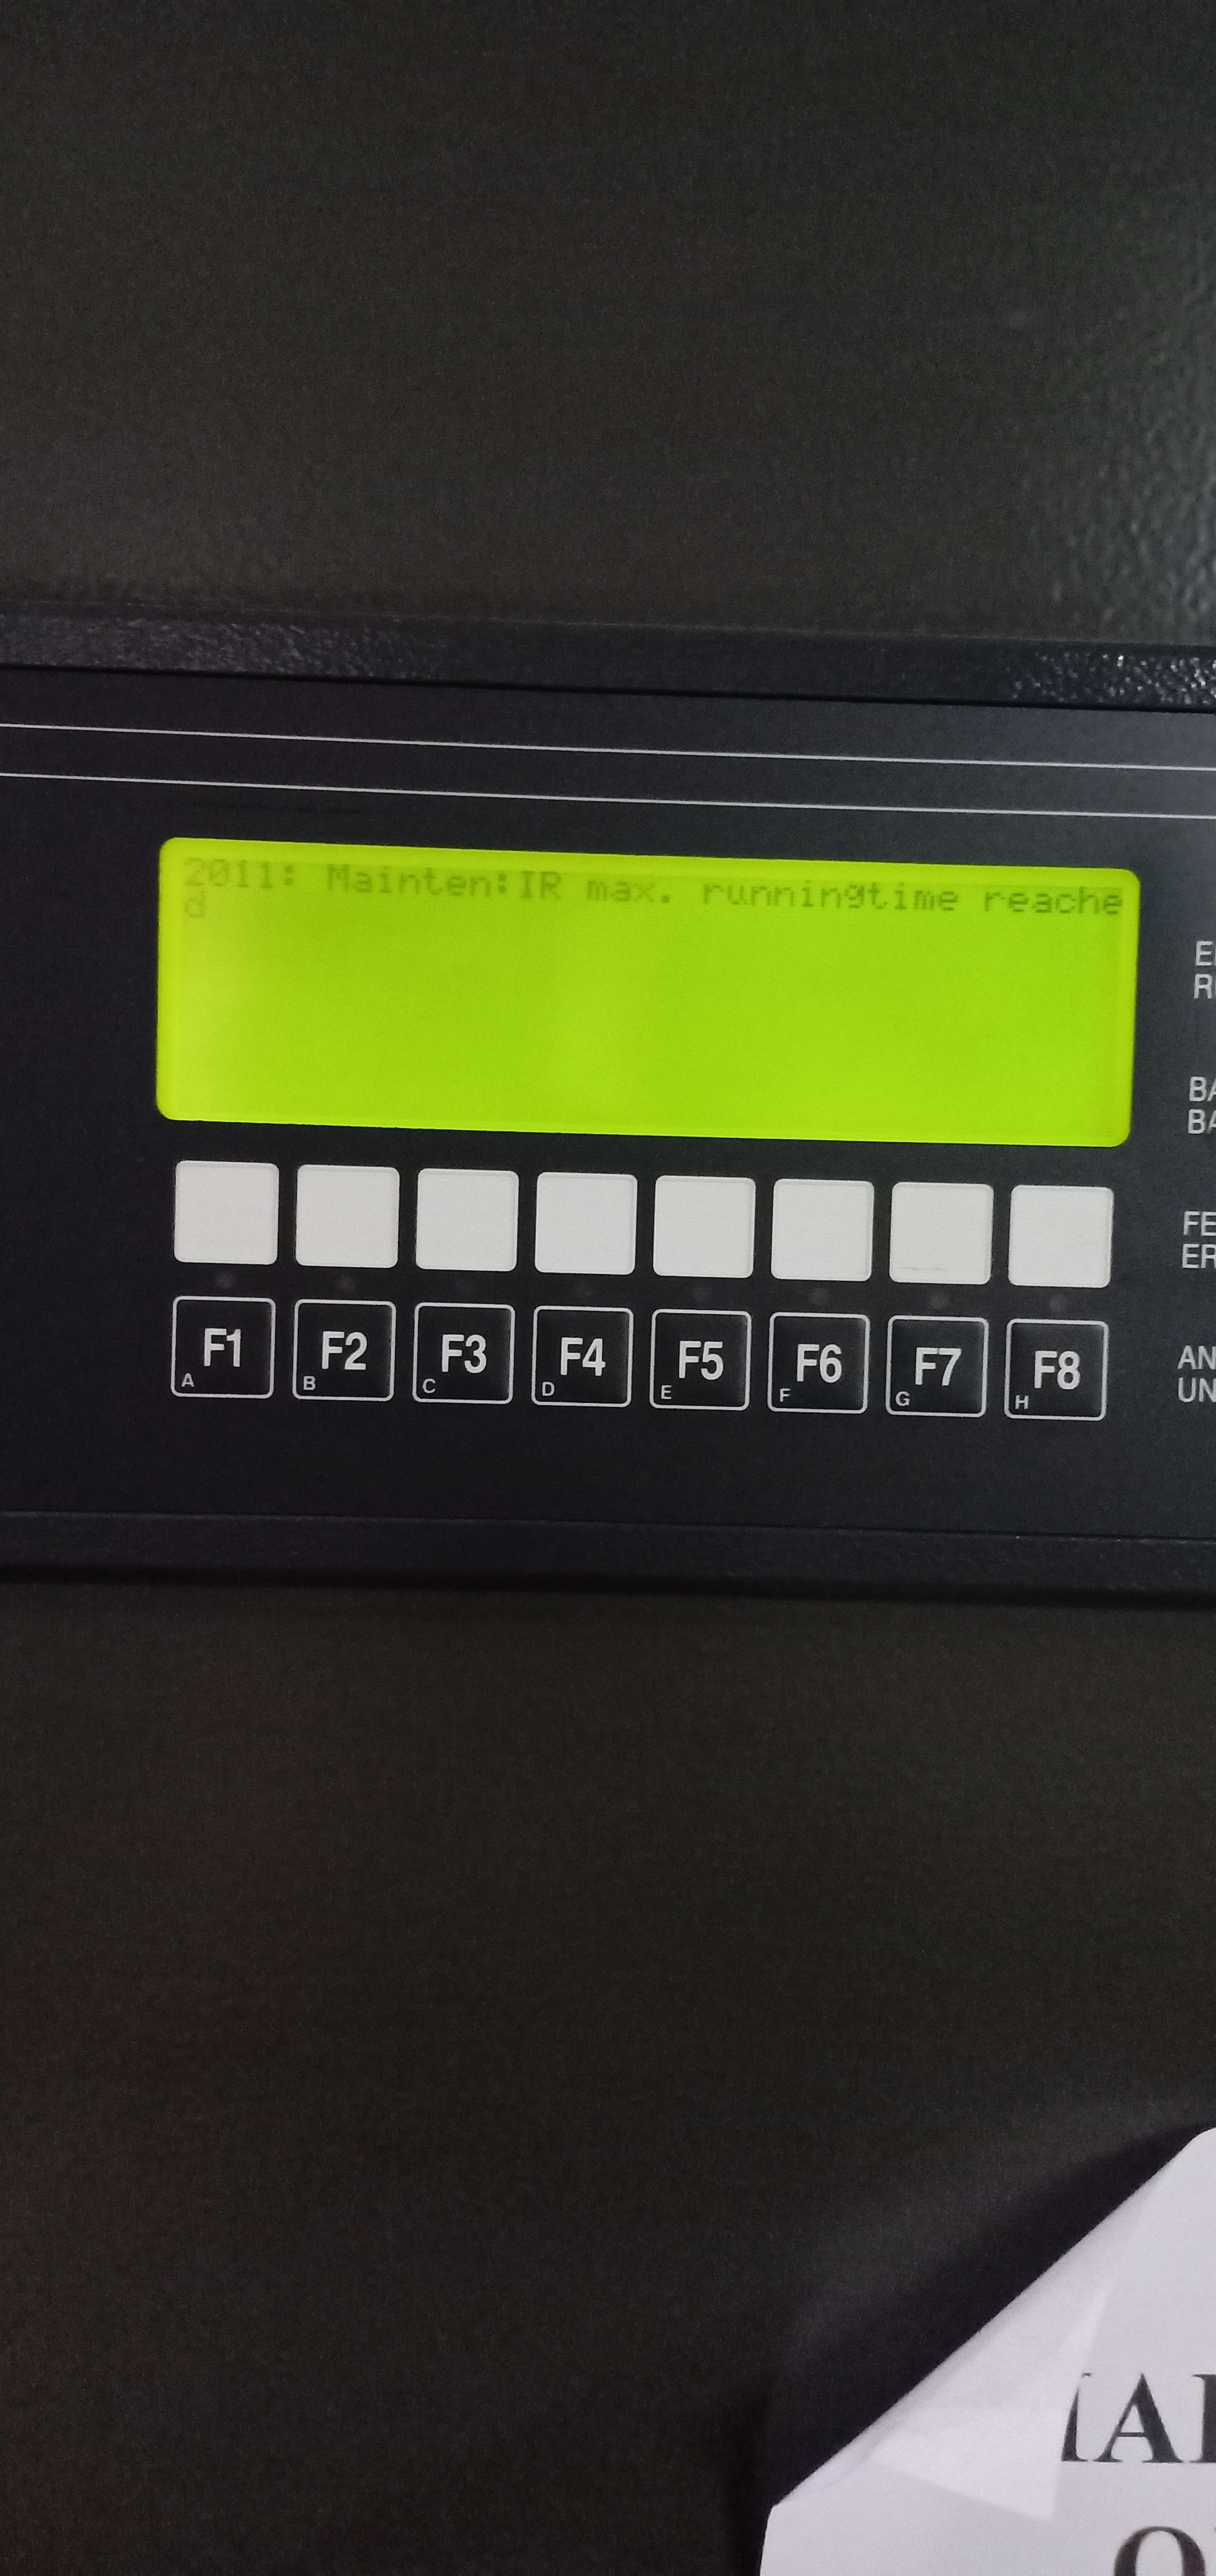 2011: Mainten:IR max. runningtime reache
d
F1 F2 F3 F4 F5 F6 F7 F8
A B C D E F G H